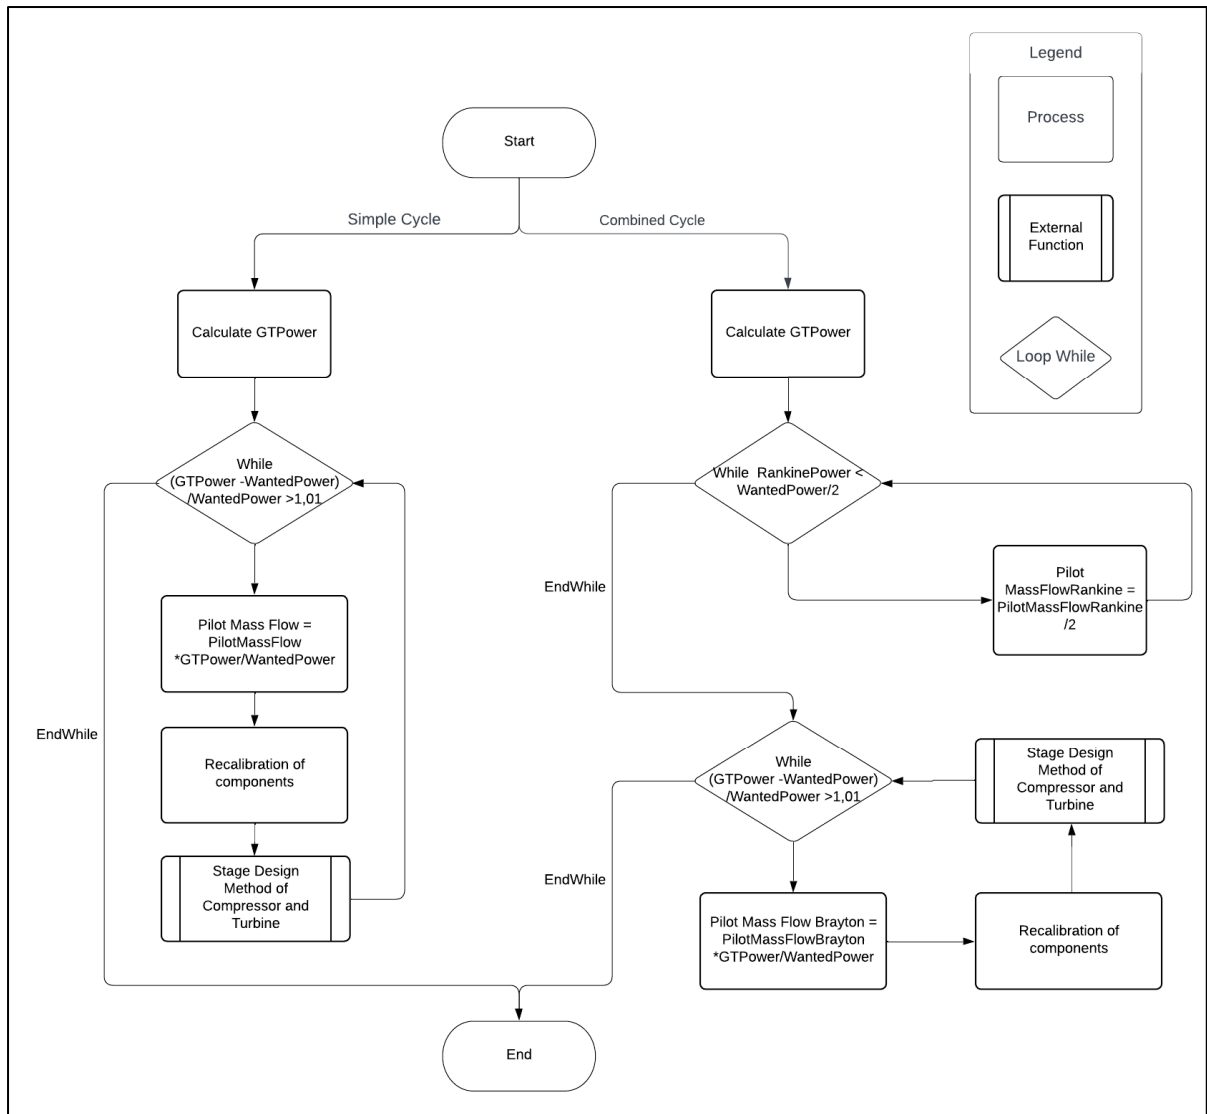 Legend
Process
External
Function
Loop While
Start
Simple Cycle
Combined Cycle
Calculate GTPower
Calculate GTPower
While
(GTPower -WantedPower)
/WantedPower >1,01
While  RankinePower <
WantedPower/2
EndWhile
Pilot
MassFlowRankine =
PilotMassFlowRankine
/2
Pilot Mass Flow =
PilotMassFlow
*GTPower/WantedPower
EndWhile
Recalibration of
components
While
(GTPower -WantedPower)
/WantedPower >1,01
Stage Design
Method of
Compressor and
Turbine
Stage Design
Method of
Compressor and
Turbine
EndWhile
Pilot Mass Flow Brayton =
PilotMassFlowBrayton
*GTPower/WantedPower
Recalibration of
components
End